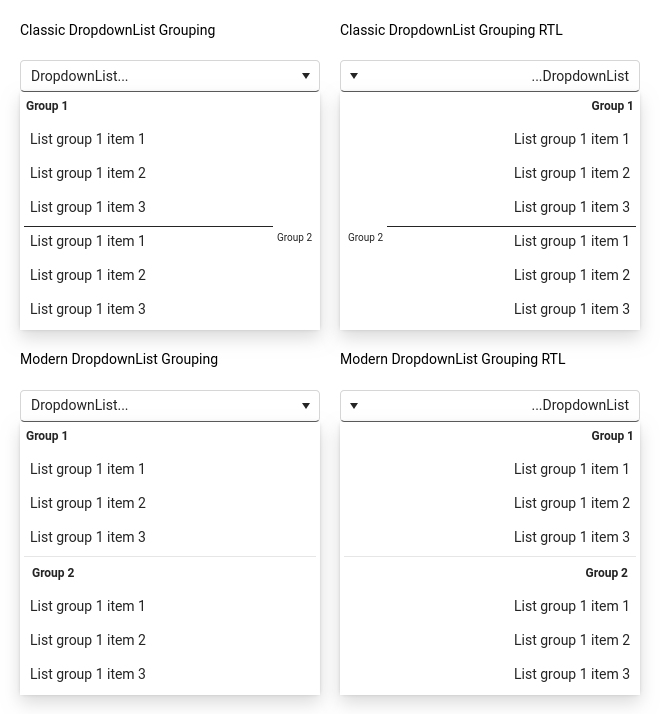 Classic DropdownList Grouping
DropdownList...
Group 1
List group 1 item 1
List group 1 item 2
List group 1 item 3
List group 1 item 1
Group 2
List group 1 item 2
List group 1 item 3
Classic DropdownList Grouping RTL
...DropdownList
Group 1
List group 1 item 1
List group 1 item 2
List group 1 item 3
Group 2
List group 1 item 1
List group 1 item 2
List group 1 item 3
Modern DropdownList Grouping
DropdownList...
Group 1
List group 1 item 1
List group 1 item 2
List group 1 item 3
Group 2
List group 1 item 1
List group 1 item 2
List group 1 item 3
Modern DropdownList Grouping RTL
...DropdownList
Group 1
List group 1 item 1
List group 1 item 2
List group 1 item 3
Group 2
List group 1 item 1
List group 1 item 2
List group 1 item 3